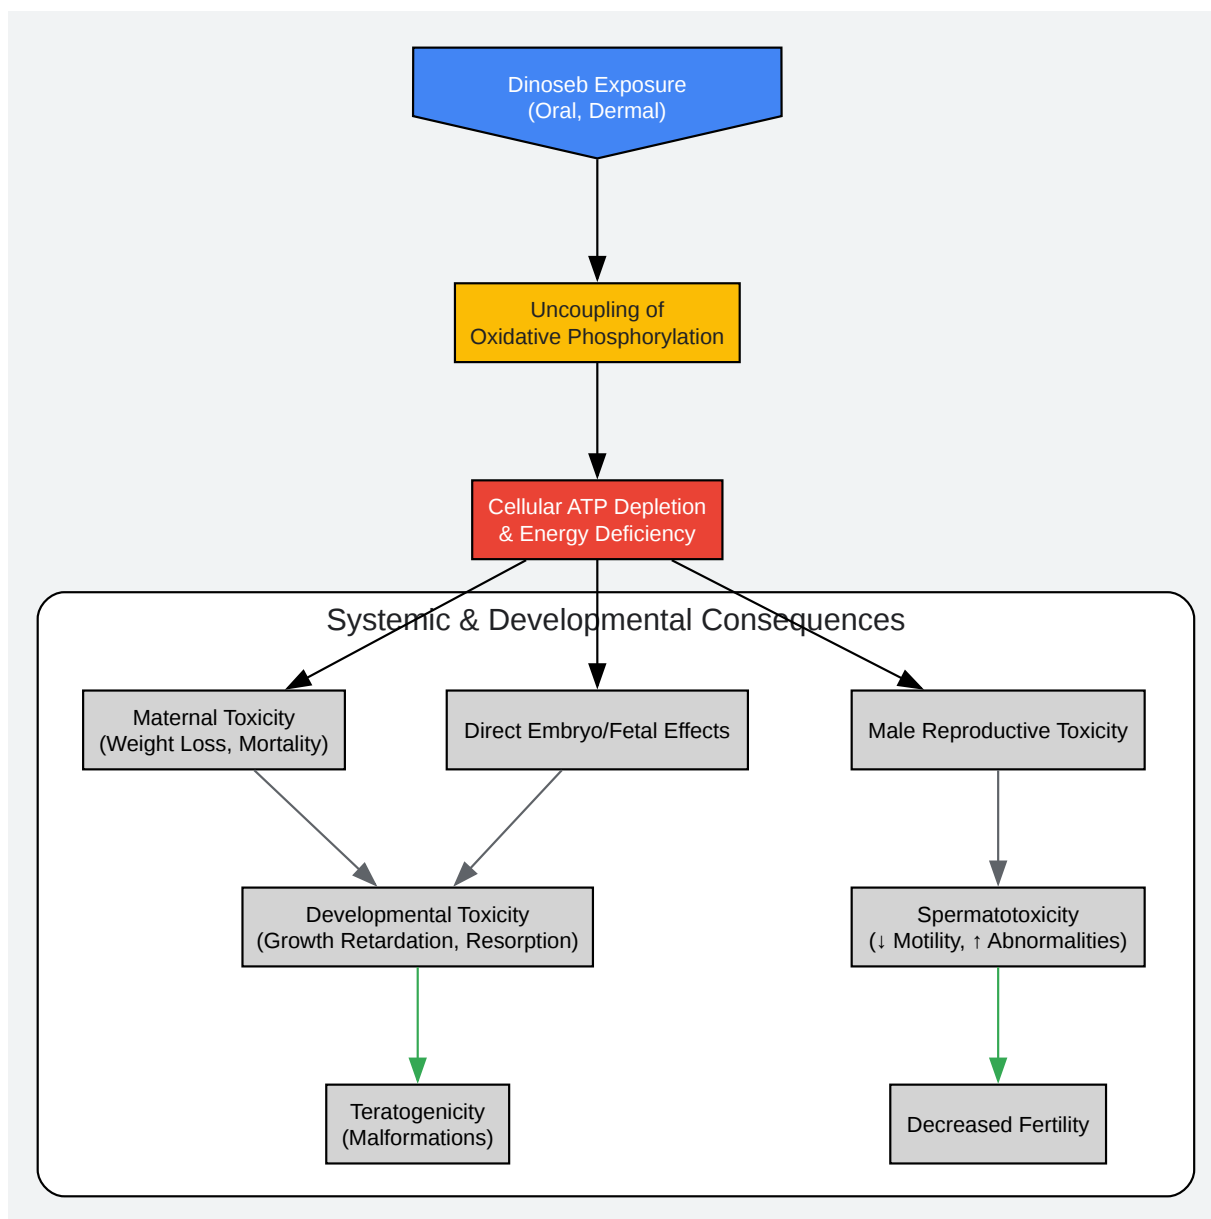 Dinoseb Exposure
(Oral, Dermal)
Uncoupling of
Oxidative Phosphorylation
Cellular ATP Depletion
& Energy Deficiency
Systemic & Developmental Consequences
Maternal Toxicity
(Weight Loss, Mortality)
Direct Embryo/Fetal Effects
Male Reproductive Toxicity
Developmental Toxicity
(Growth Retardation, Resorption)
Spermatotoxicity
(↓ Motility, ↑ Abnormalities)
Teratogenicity
(Malformations)
Decreased Fertility